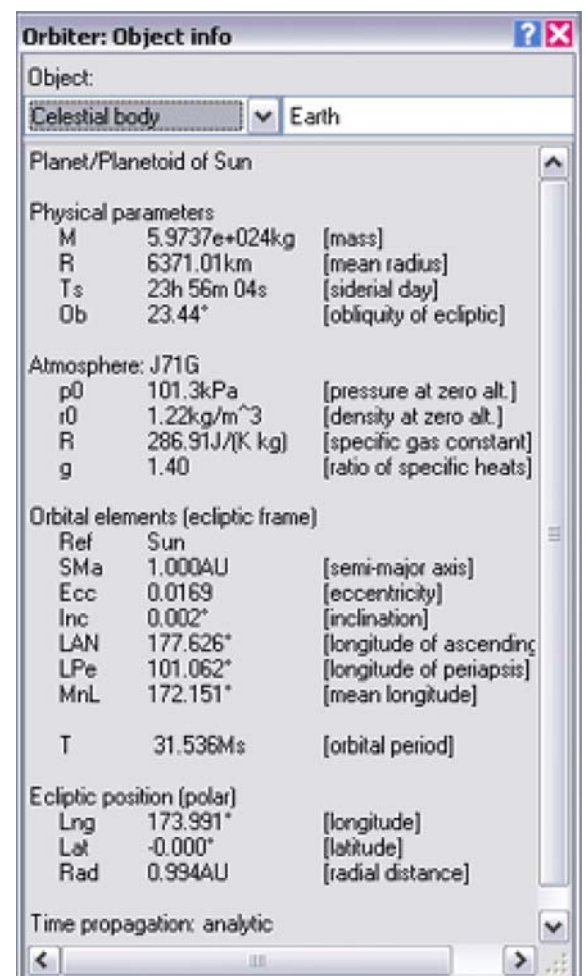 Orbiter: Object info
Object:
Celestial body Earth
Planet/Planetoid of Sun
Physical parameters
M 5.9737e+024kg [mass]
R 6371.01km [mean radius]
Ts 23h 56m 04s [siderial day]
Ob 23.44° [obliquity of ecliptic]
Atmosphere: J71G
p0 101.3kPa [pressure at zero alt.]
r0 1.22kg/m^3 [density at zero alt.]
R 286.91J/(K kg) [specific gas constant]
g 1.40 [ratio of specific heats]
Orbital elements (ecliptic frame)
Ref Sun
SMa 1.000AU [semi-major axis]
Ecc 0.0169 [eccentricity]
Inc 0.002° [inclination]
LAN 177.626° [longitude of ascending
LPe 101.062° [longitude of periapsis]
MnL 172.151° [mean longitude]
T 31.536Ms [orbital period]
Ecliptic position (polar)
Lng 173.991° [longitude]
Lat -0.000° [latitude]
Rad 0.994AU [radial distance]
Time propagation: analytic